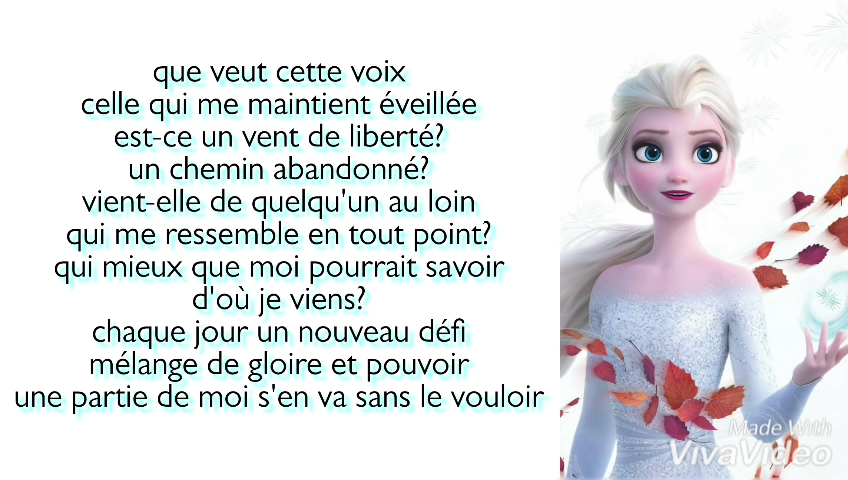 que veut cette voix
celle qui me maintient éveillée
est-ce un vent de liberté?
un chemin abandonné?
vient-elle de quelqu'un au loin
qui me ressemble en tout point?
qui mieux que moi pourrait savoir
d'où je viens?
chaque jour un nouveau défi
mélange de gloire et pouvoir
une partie de moi s'en va sans le vouloir
Made With
VivaVideo